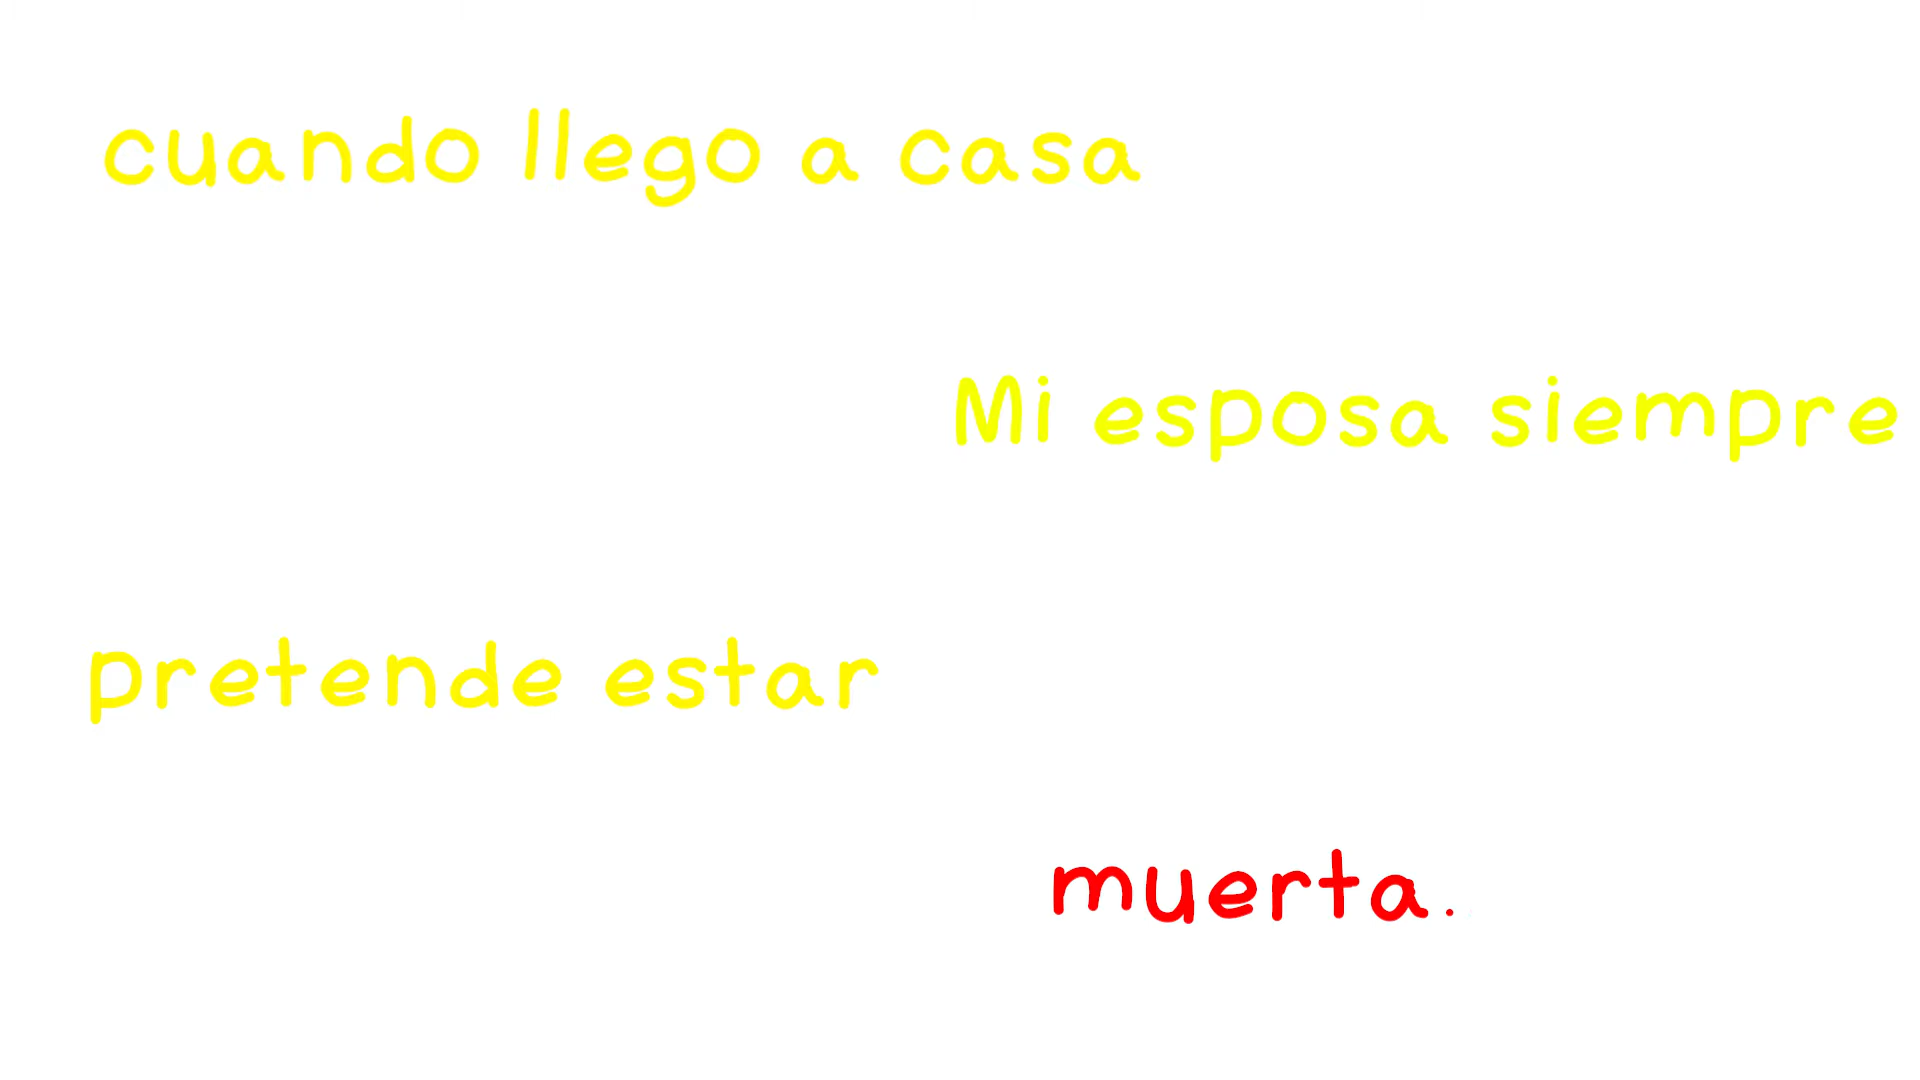 cuando llego a casa
Mi esposa siempre
pretende estar
muerta.